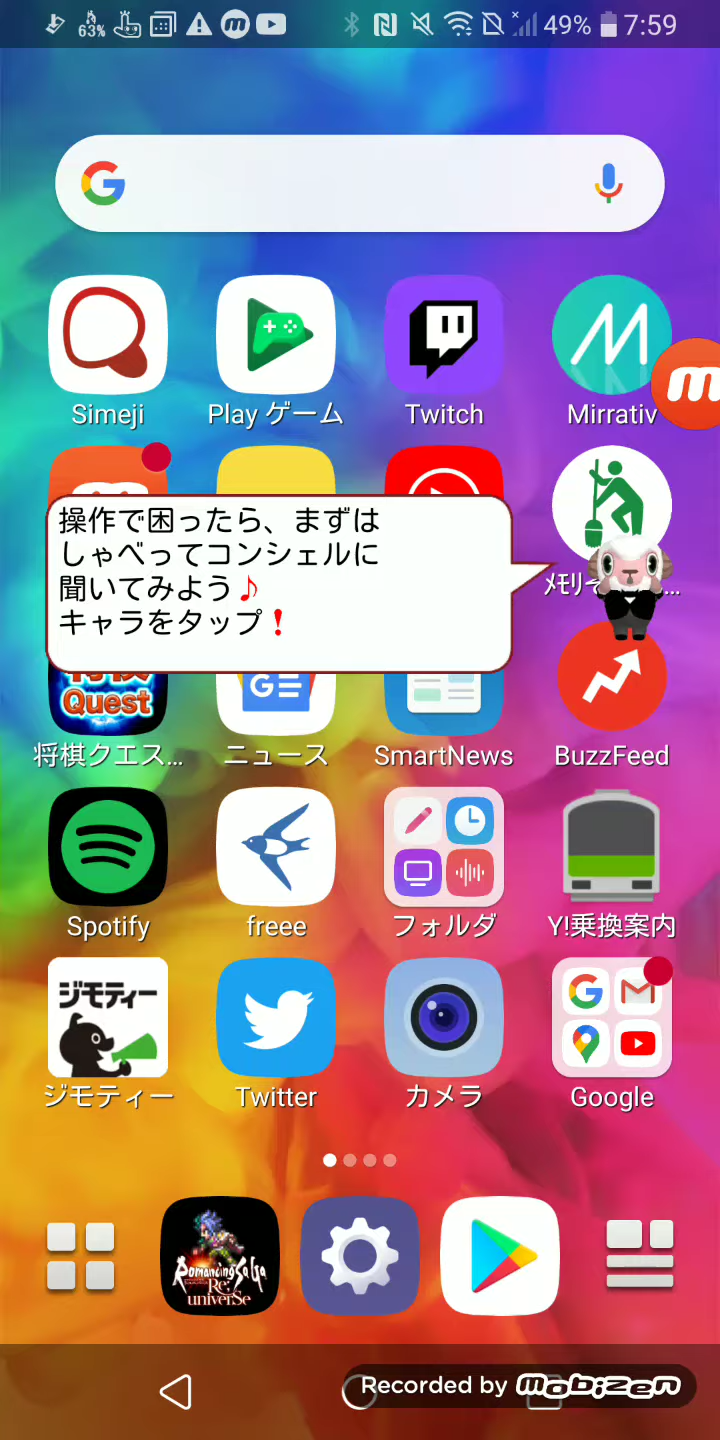 63%
49%
7:59
Simeji
Play ゲーム
Twitch
Mirrativ
操作で困ったら、まずは
しゃべってコンシェルに
聞いてみよう♪
キャラをタップ❗
Quest
将棋クエス...
ニュース
SmartNews
BuzzFeed
Spotify
freee
フォルダ
Y!乗換案内
ジモティー
ジモティー
Twitter
カメラ
Google
Romancing SaGa
Re:
universe
Recorded by mobizen